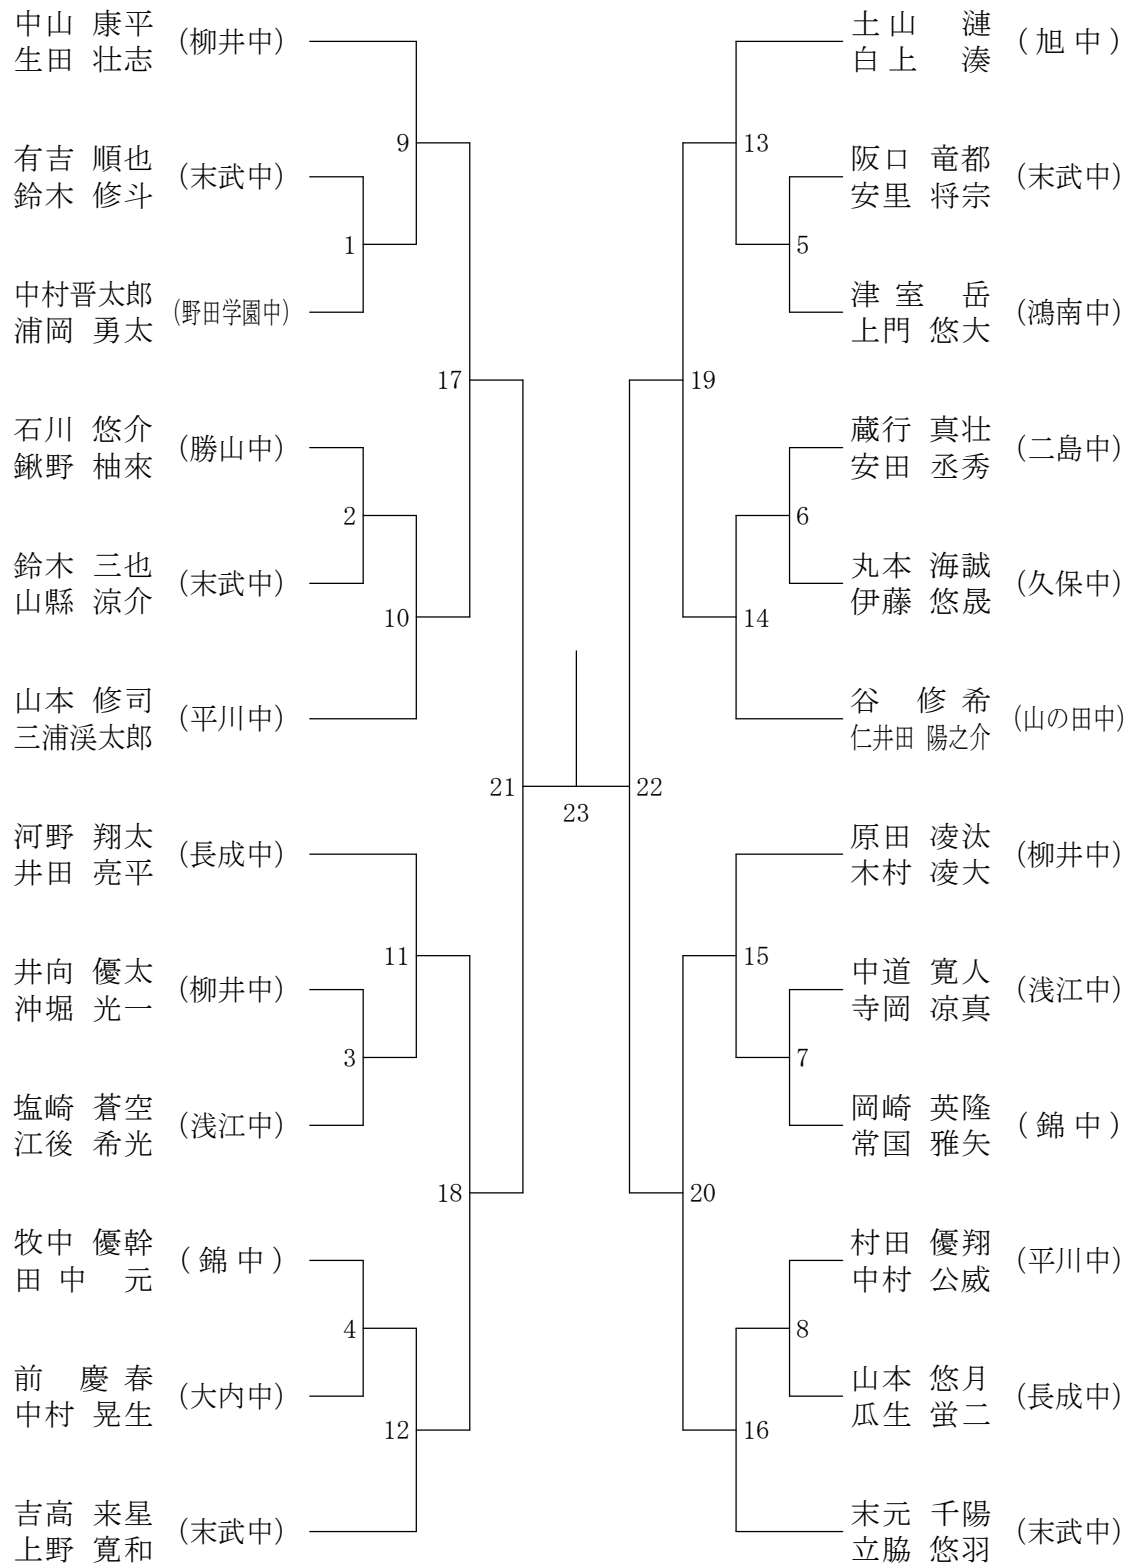 中山 康平
生田 壮志
(柳井中)
有吉 順也
鈴木 修斗
(末武中)
中村晋太郎
浦岡 勇太
(野田学園中)
石川 悠介
鍬野 柚來
(勝山中)
鈴木 三也
山縣 涼介
(末武中)
山本 修司
三浦渓太郎
(平川中)
河野 翔太
井田 亮平
(長成中)
井向 優太
沖堀 光一
(柳井中)
塩崎 蒼空
江後 希光
(浅江中)
牧中 優幹
田中 元
(錦中)
前 慶春
中村 晃生
(大内中)
吉高 来星
上野 寛和
(末武中)
1
2
3
4
9
10
11
12
17
18
21
23
22
19
20
13
14
15
16
5
6
7
8
土山 漣
白上 湊
(旭中)
阪口 竜都
安里 将宗
(末武中)
津室 岳
上門 悠大
(鴻南中)
蔵行 真壮
安田 丞秀
(二島中)
丸本 海誠
伊藤 悠晟
(久保中)
谷 修希
仁井田 陽之介
(山の田中)
原田 凌汰
木村 凌大
(柳井中)
中道 寛人
寺岡 凉真
(浅江中)
岡崎 英隆
常国 雅矢
(錦中)
村田 優翔
中村 公威
(平川中)
山本 悠月
瓜生 蛍二
(長成中)
末元 千陽
立脇 悠羽
(末武中)